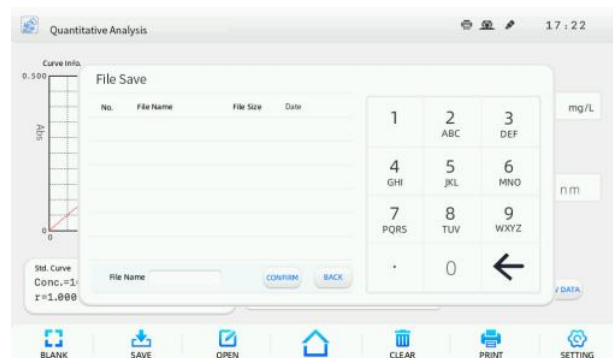 Quantitative Analysis
17:22
Curve Info.
0.500
Abs
0
0
mg/L
nm
File Save
No. File Name File Size Date
1
2 ABC
3 DEF
4 GHI
5 JKL
6 MNO
7 PQRS
8 TUV
9 WXYZ
.
0
File Name
CONFIRM
BACK
Std. Curve
Conc.=1
r=1.000
DATA
BLANK
SAVE
OPEN
CLEAR
PRINT
SETTING